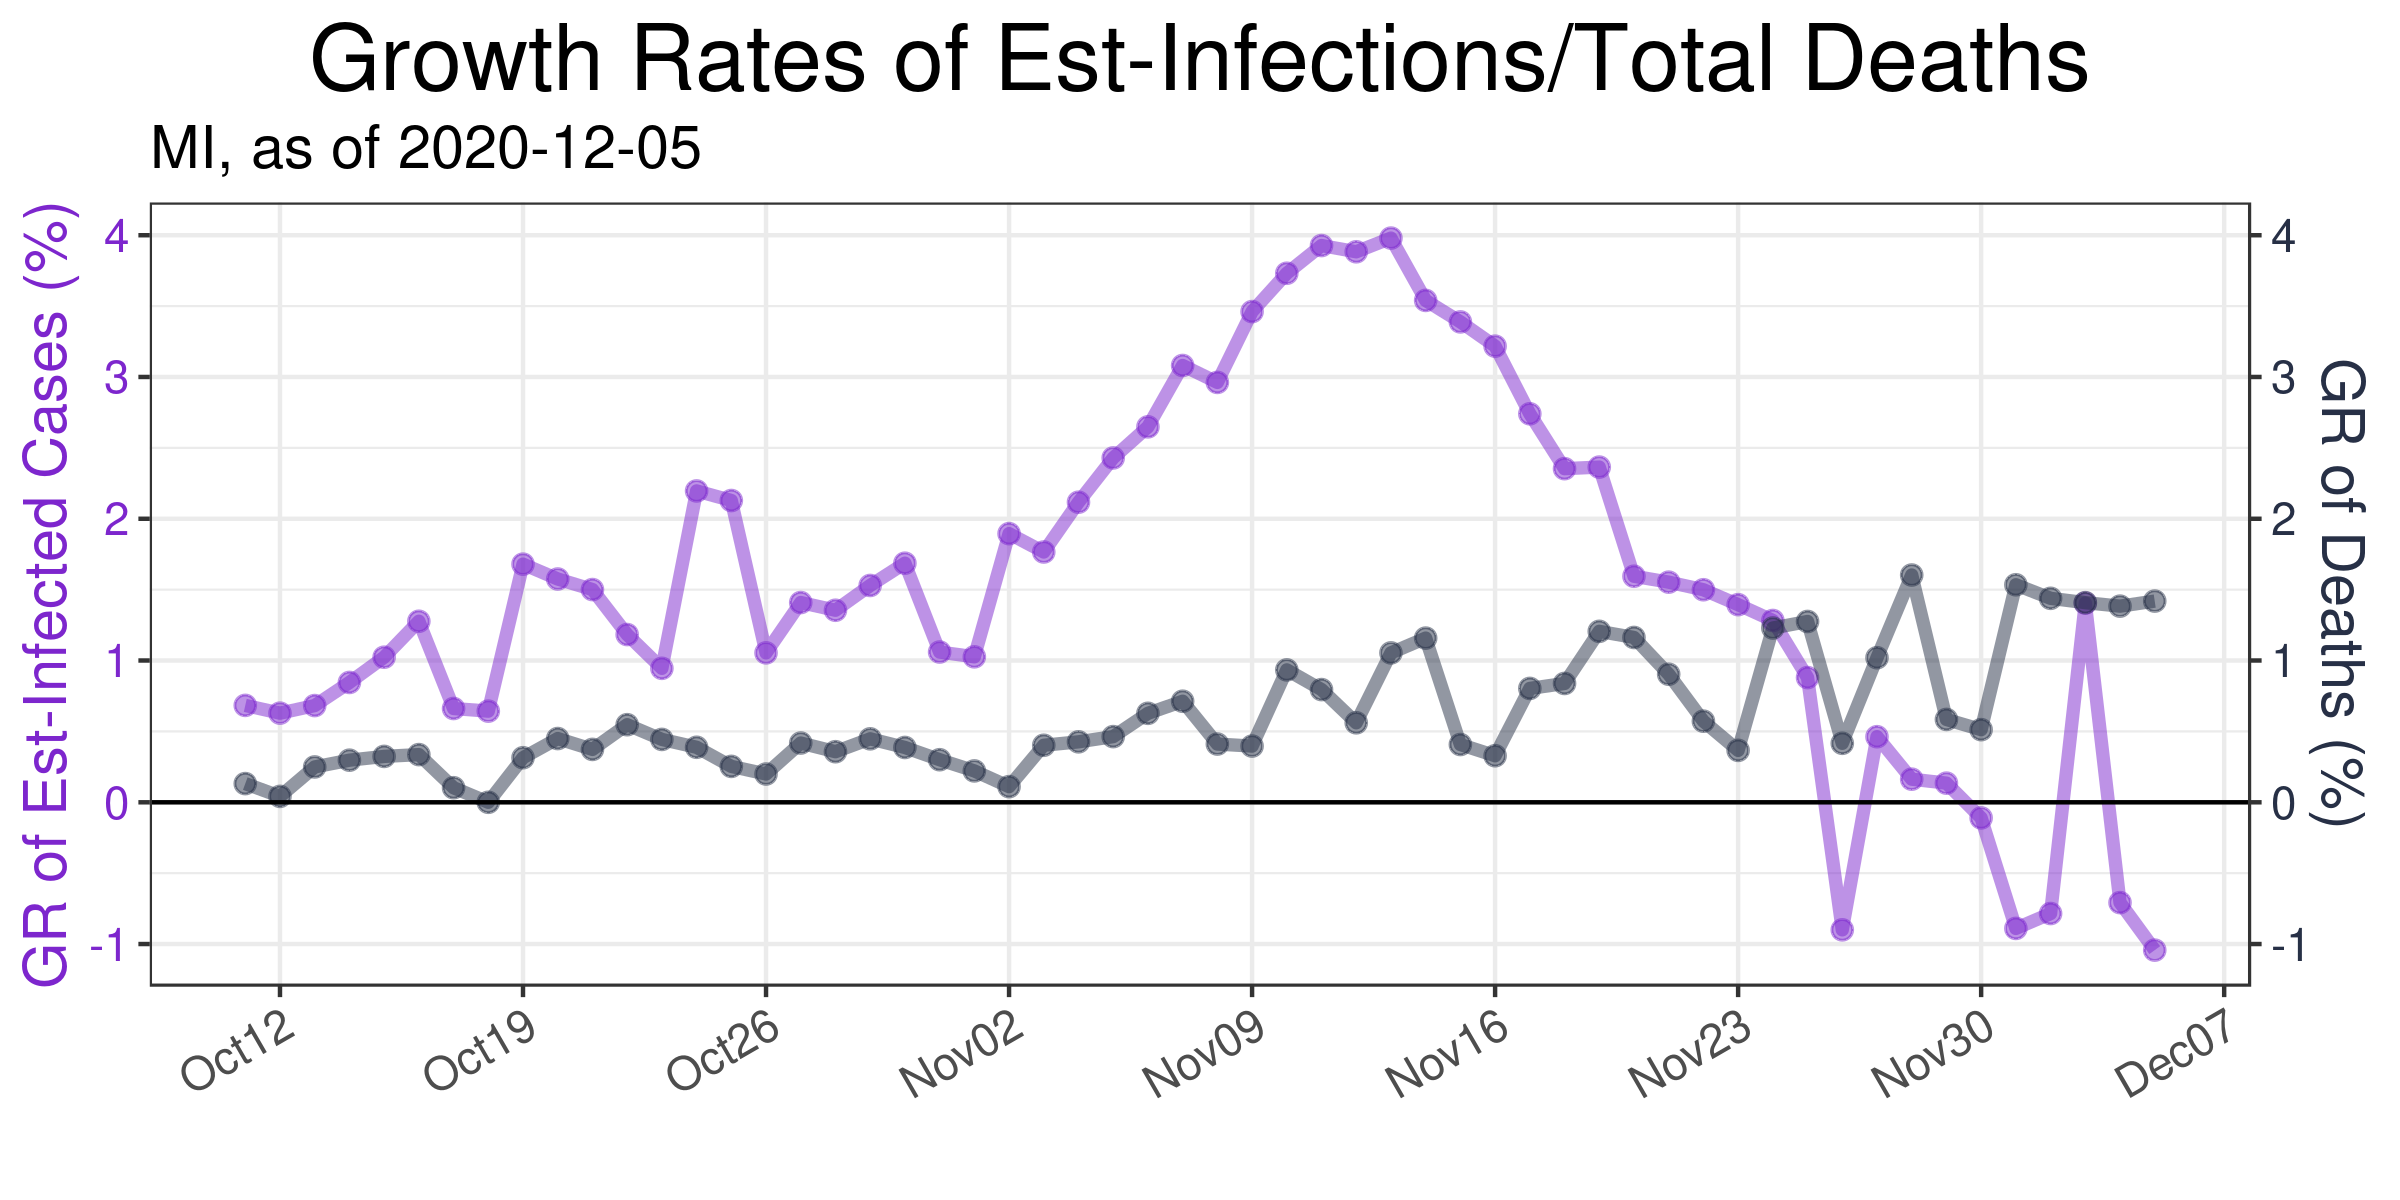 Growth Rates of Est-Infections/Total Deaths
MI, as of 2020-12-05
GR of Est-Infected Cases (%)
4
3
2
1
0
-1
4
3
2
1
0
-1
GR of Deaths (%)
Oct12
Oct19
Oct26
Nov02
Nov09
Nov16
Nov23
Nov30
Dec07